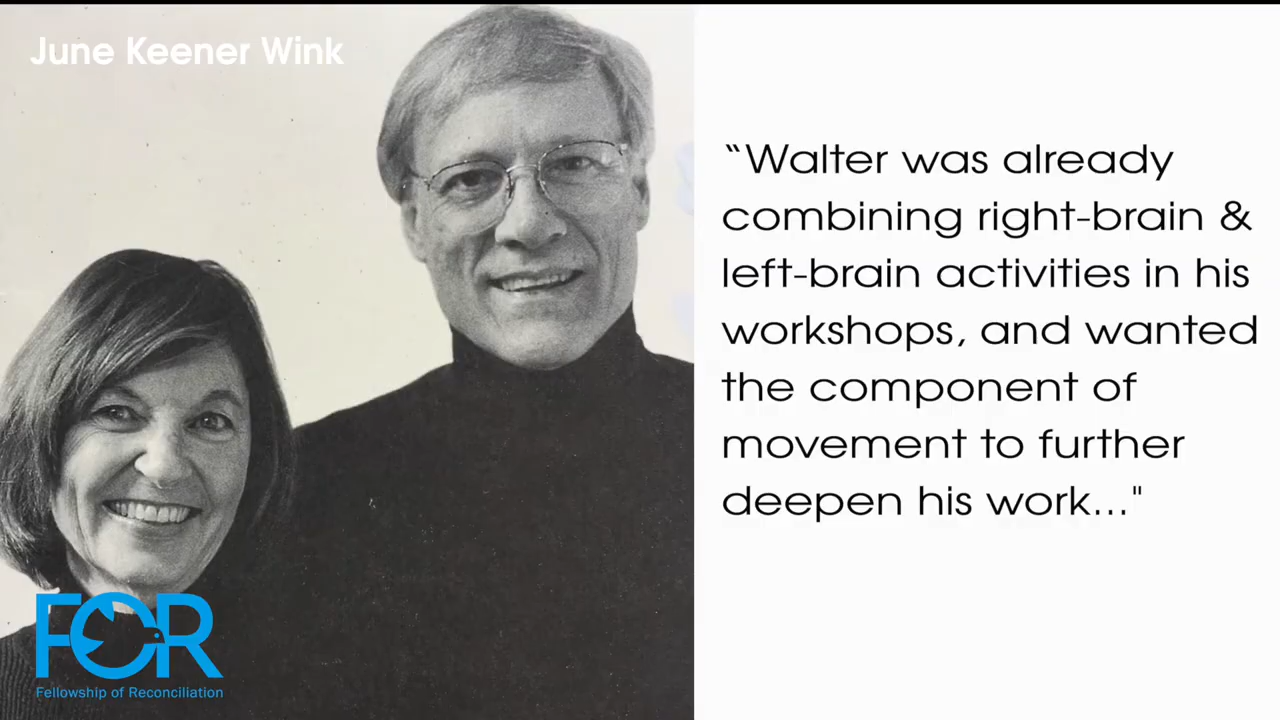 June Keener Wink
“Walter was already
combining right-brain &
left-brain activities in his
workshops, and wanted
the component of
movement to further
deepen his work..."
FOR
Fellowship of Reconciliation